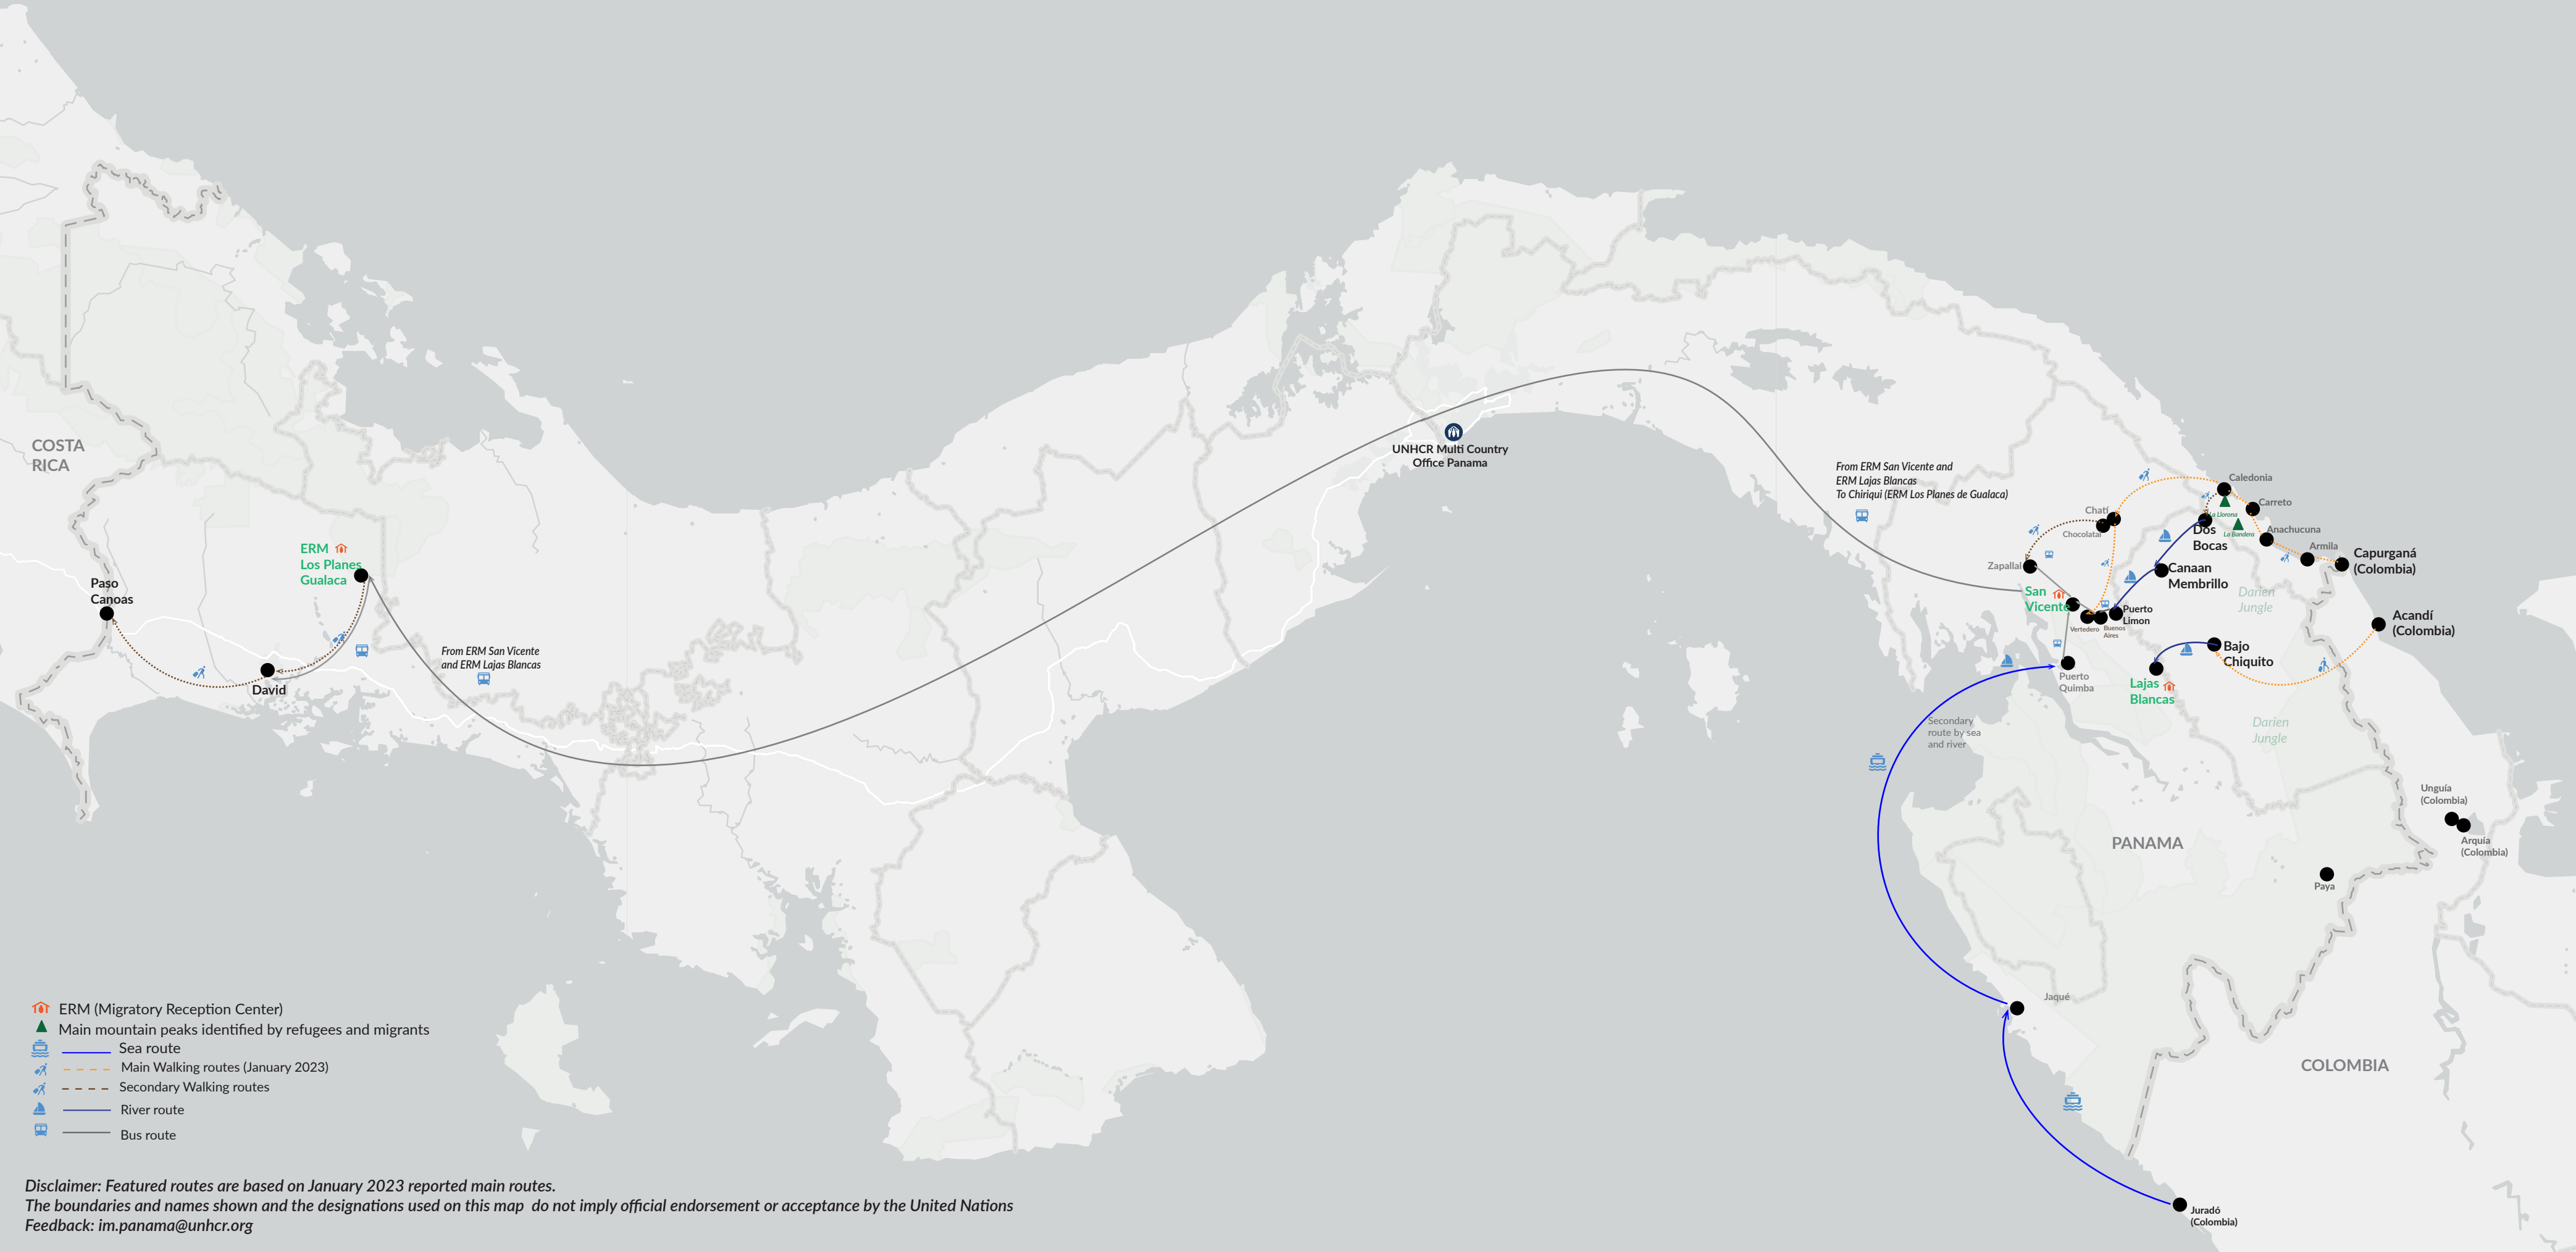 COSTA
RICA
Paso
Canoas
ERM
Los Planes
Gualaca
David
From ERM San Vicente
and ERM Lajas Blancas
UNHCR Multi Country
Office Panama
From ERM San Vicente and
ERM Lajas Blancas
To Chiriqui (ERM Los Planes de Gualaca)
Caledonia
Carreto
La Llorona
La Bandera
Anachucuna
Armila
Capurganá
(Colombia)
Chatí
Chocolatal
Dos
Bocas
Zapallal
Canaan
Membrillo
Darien
Jungle
San
Vicente
Puerto
Limon
Vertedero
Buenos
Aires
Acandí
(Colombia)
Bajo
Chiquito
Puerto
Quimba
Lajas
Blancas
Darien
Jungle
Secondary
route by sea
and river
Unguía
(Colombia)
Arquía
(Colombia)
PANAMA
Paya
Jaqué
COLOMBIA
Juradó
(Colombia)
ERM (Migratory Reception Center)
Main mountain peaks identified by refugees and migrants
Sea route
Main Walking routes (January 2023)
Secondary Walking routes
River route
Bus route
Disclaimer: Featured routes are based on January 2023 reported main routes.
The boundaries and names shown and the designations used on this map do not imply official endorsement or acceptance by the United Nations
Feedback: im.panama@unhcr.org